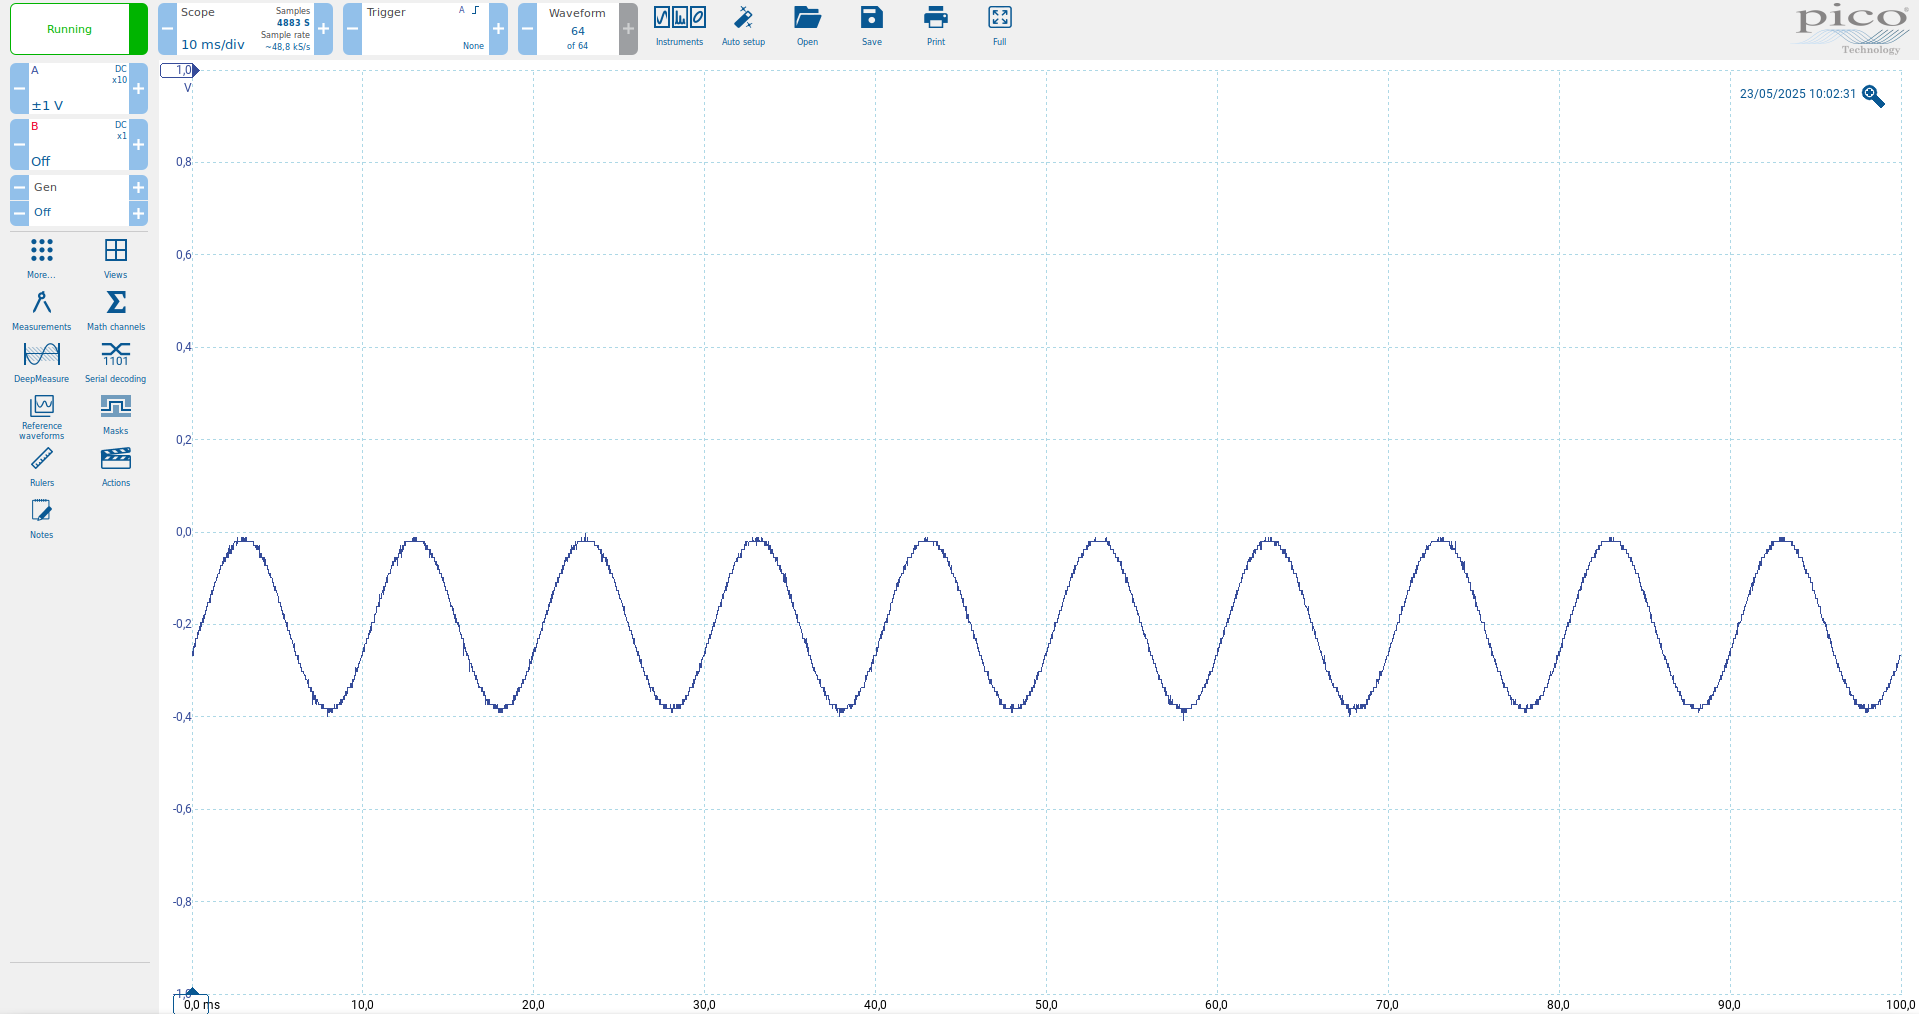 Running
Scope
10 ms/div
Samples
4883 S
Sample rate
~48,8 kS/s
Trigger
A
None
Waveform
64
of 64
Instruments
Auto setup
Open
Save
Print
Full
pico
Technology
A
DC
x10
±1 V
B
DC
x1
Off
Gen
Off
More...
Views
Measurements
Math channels
DeepMeasure
1101
Serial decoding
Reference
waveforms
Masks
Rulers
Actions
Notes
1,0
V
23/05/2025 10:02:31
0,8
0,6
0,4
0,2
0,0
-0,2
-0,4
-0,6
-0,8
0,0 ms
10,0
20,0
30,0
40,0
50,0
60,0
70,0
80,0
90,0
100,0